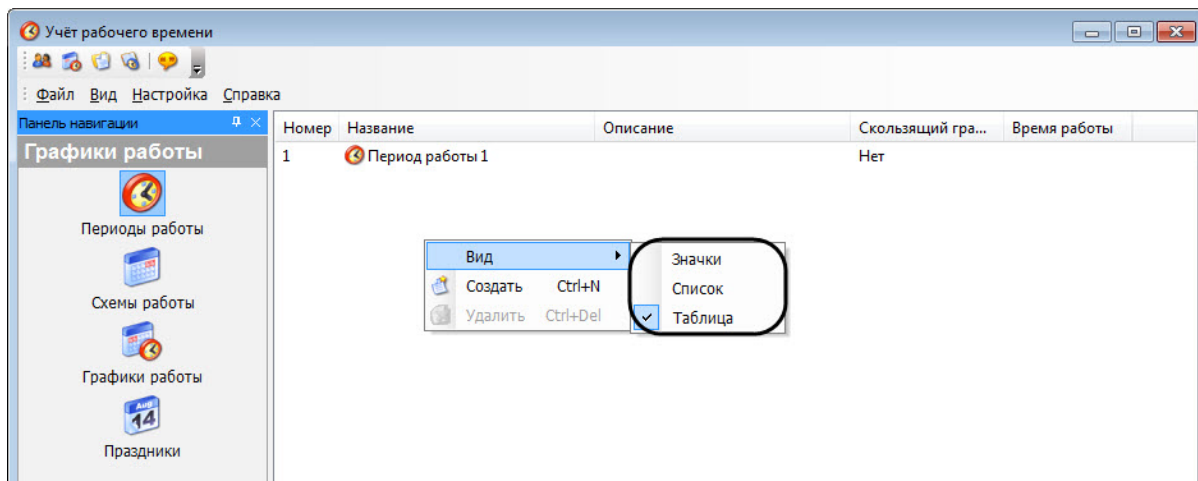 Учёт рабочего времени
Файл Вид Настройка Справка
Панель навигации
Графики работы
Периоды работы
Схемы работы
Графики работы
Aug
14
Праздники
Номер Название Описание Скользящий гра... Время работы
1 Период работы 1 Нет
Вид
Создать Ctrl+N
Удалить Ctrl+Del
Значки
Список
Таблица